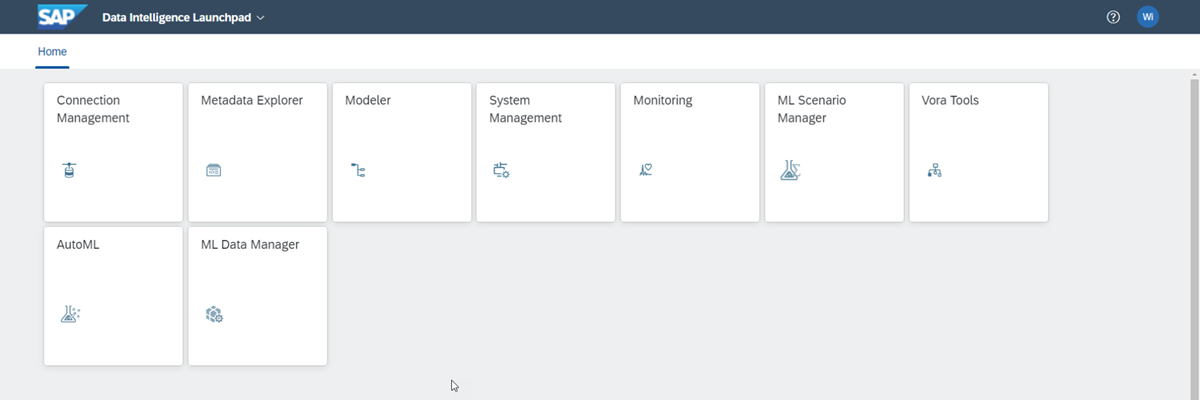 SAP Data Intelligence Launchpad ? Wi
Home
Connection Management
Metadata Explorer
Modeler
System Management
Monitoring
ML Scenario Manager
Vora Tools
AutoML
ML Data Manager